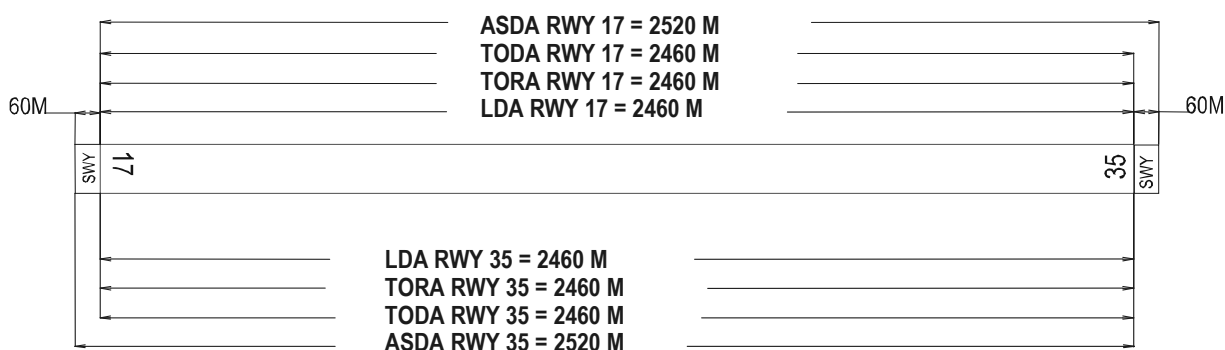 ASDA RWY 17 = 2520 M
TODA RWY 17 = 2460 M
TORA RWY 17 = 2460 M
60M
LDA RWY 17 = 2460 M
60M
SWY
17
35
SWY
LDA RWY 35 = 2460 M
TORA RWY 35 = 2460 M
TODA RWY 35 = 2460 M
ASDA RWY 35 = 2520 M